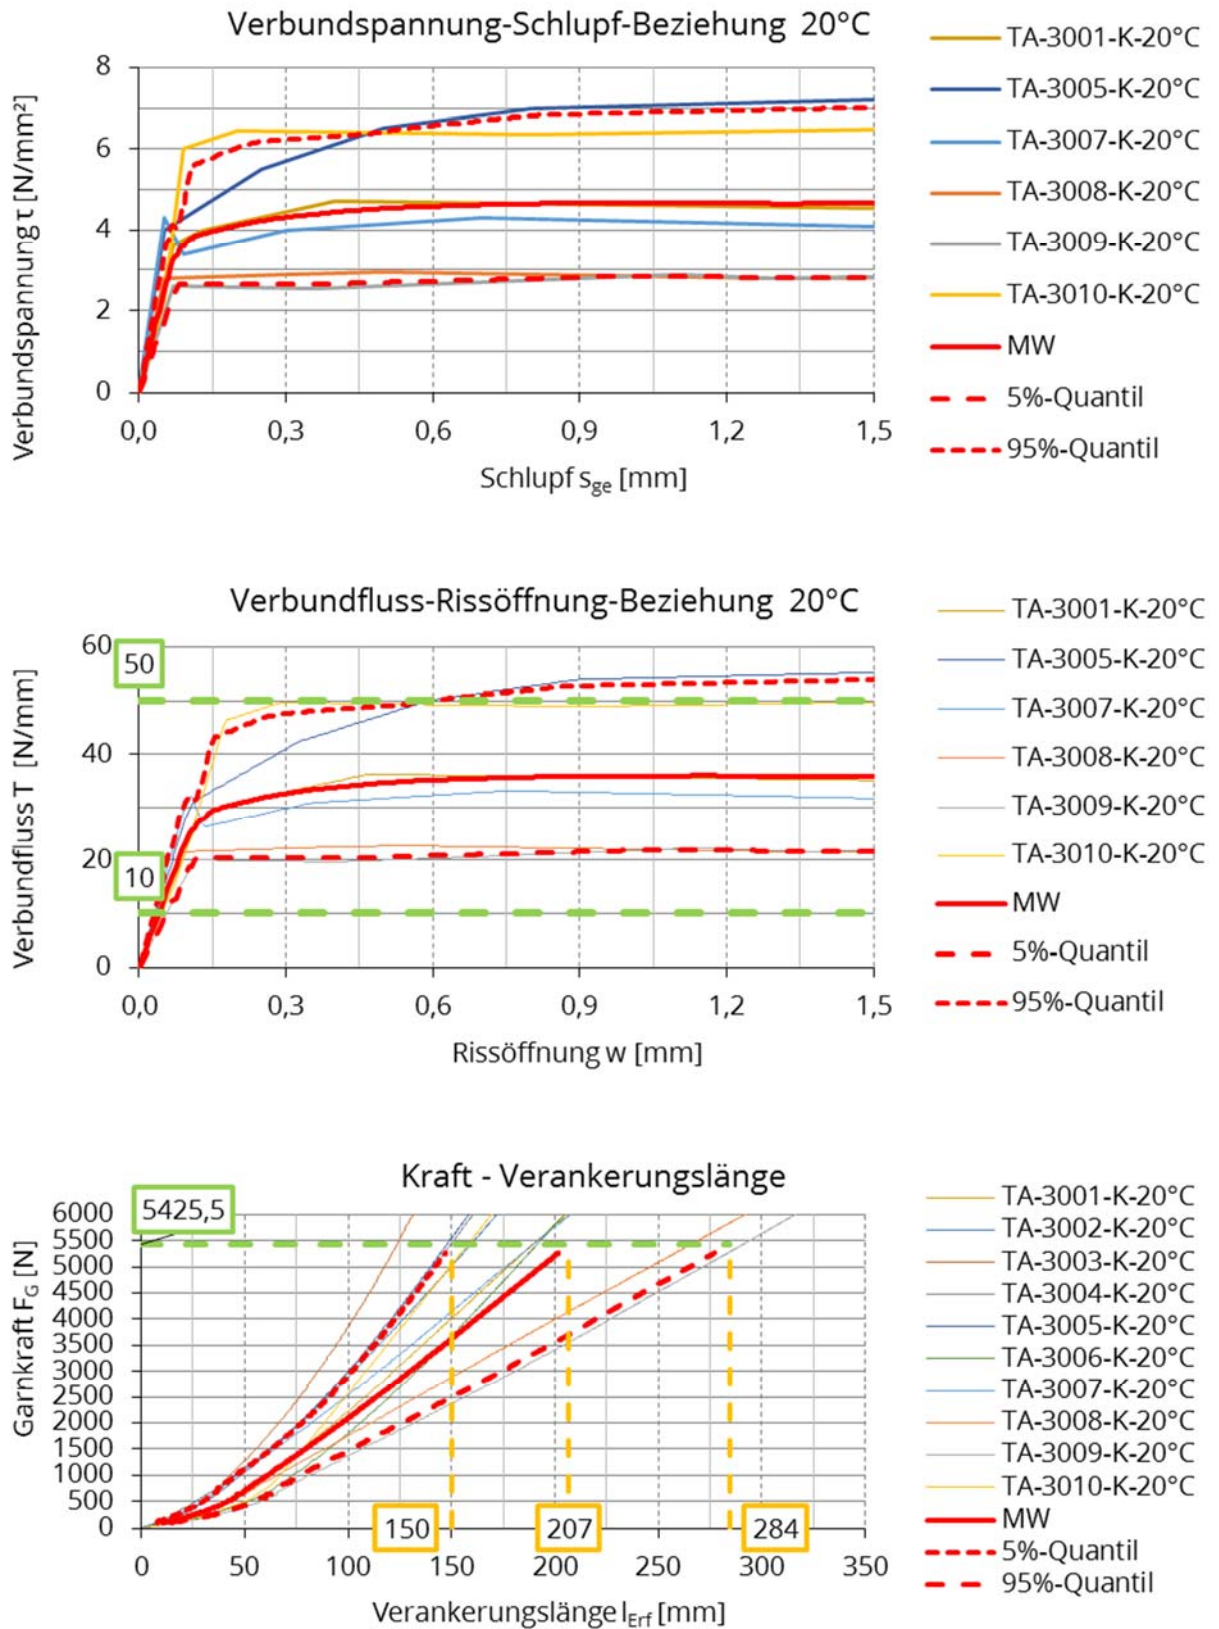 Verbundspannung-Schlupf-Beziehung 20°C
Verbundspannung τ [N/mm²]
8
6
4
2
0
0,0 0,3 0,6 0,9 1,2 1,5
Schlupf sge [mm]
TA-3001-K-20°C
TA-3005-K-20°C
TA-3007-K-20°C
TA-3008-K-20°C
TA-3009-K-20°C
TA-3010-K-20°C
MW
5%-Quantil
95%-Quantil
Verbundfluss-Rissöffnung-Beziehung 20°C
Verbundfluss T [N/mm]
60
50
40
20
10
0
0,0 0,3 0,6 0,9 1,2 1,5
Rissöffnung w [mm]
TA-3001-K-20°C
TA-3005-K-20°C
TA-3007-K-20°C
TA-3008-K-20°C
TA-3009-K-20°C
TA-3010-K-20°C
MW
5%-Quantil
95%-Quantil
Kraft - Verankerungslänge
Garnkraft FG [N]
5425,5
6000
5500
5000
4500
4000
3500
3000
2500
2000
1500
1000
500
0
150 207 284
0 50 100 150 200 250 300 350
Verankerungslänge lErf [mm]
TA-3001-K-20°C
TA-3002-K-20°C
TA-3003-K-20°C
TA-3004-K-20°C
TA-3005-K-20°C
TA-3006-K-20°C
TA-3007-K-20°C
TA-3008-K-20°C
TA-3009-K-20°C
TA-3010-K-20°C
MW
5%-Quantil
95%-Quantil